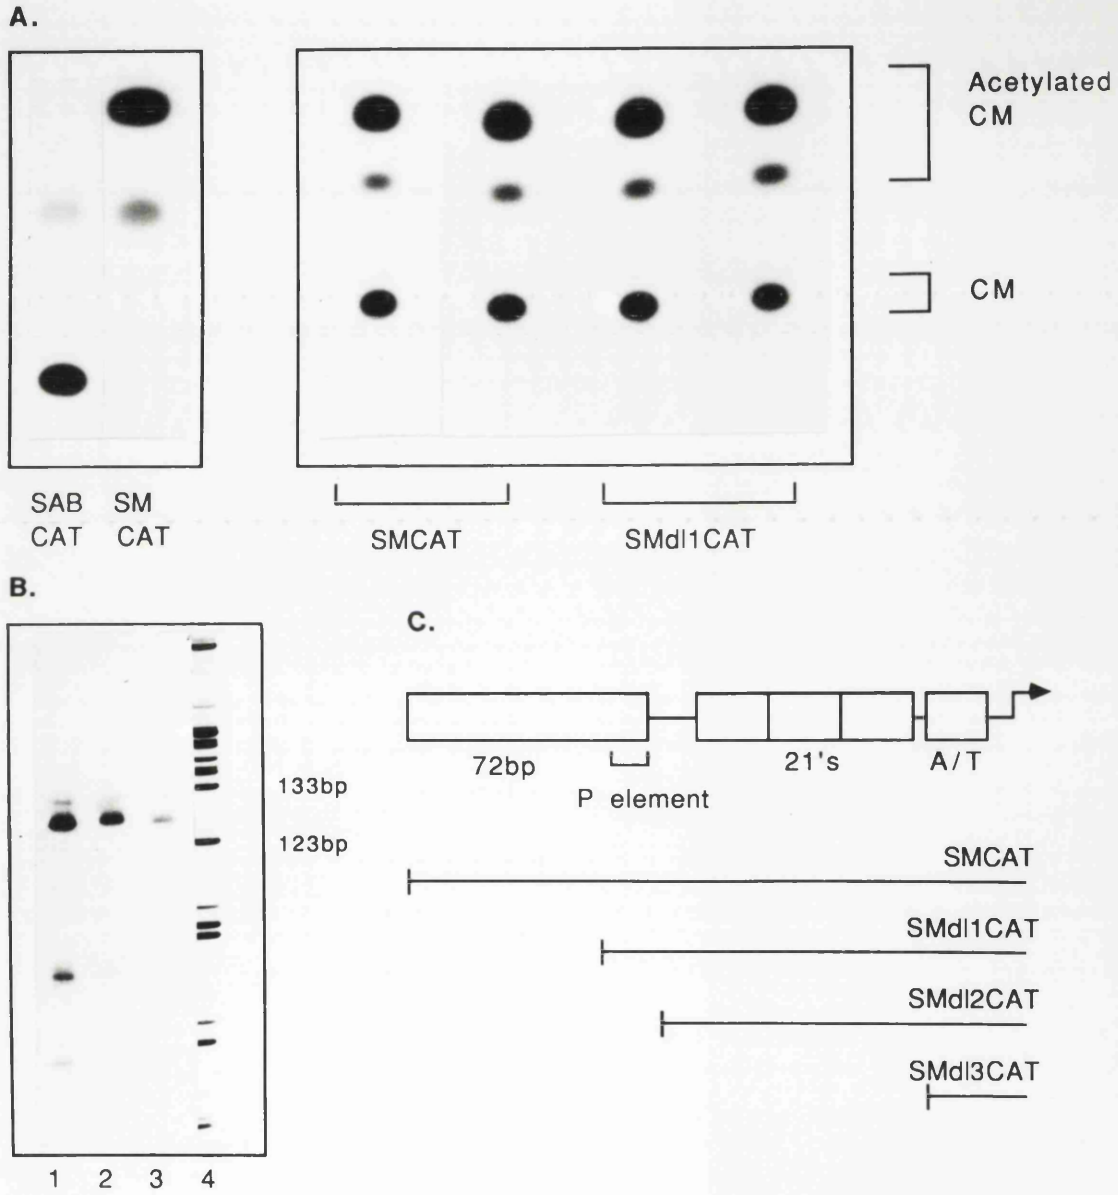 A.
Acetylated
CM
CM
SAB SM
CAT CAT
SMCAT SMdl1CAT
B.
133bp
123bp
1 2 3 4
C.
72bp 21's A/T
P element
SMCAT
SMdl1CAT
SMdl2CAT
SMdl3CAT